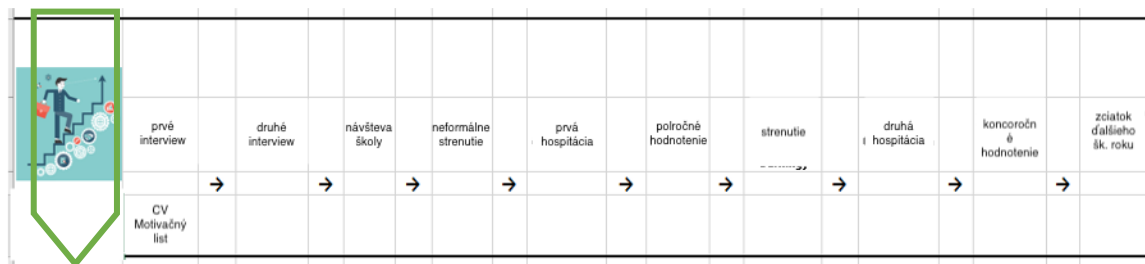 prvé
interview
druhé
interview
návšteva
školy
neformálne
strenutie
prvá
hospitácia
polročné
hodnotenie
strenutie
druhá
hospitácia
koncoročn
é
hodnotenie
zciatok
ďalšieho
šk. roku
→ → → → → → → → →
CV
Motivačný
list